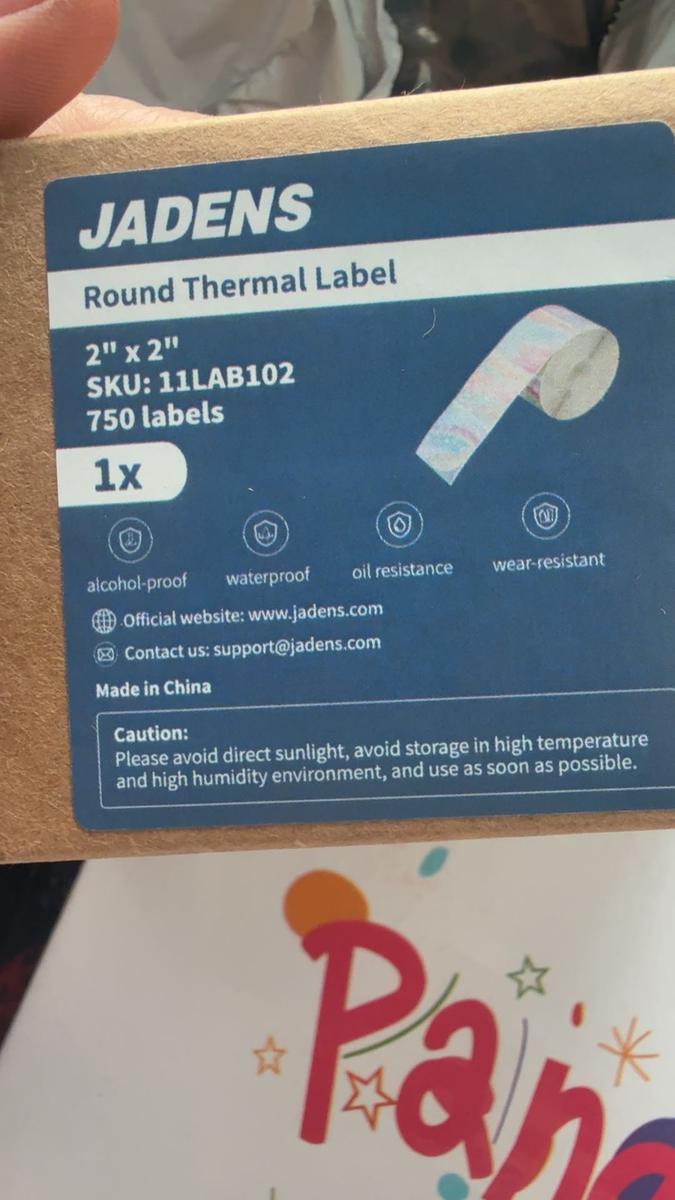 JADENS
Round Thermal Label
2" x 2"
SKU: 11LAB102
750 labels
1x
alcohol-proof waterproof oil resistance wear-resistant
Official website: www.jadens.com
Contact us: support@jadens.com
Made in China
Caution:
Please avoid direct sunlight, avoid storage in high temperature
and high humidity environment, and use as soon as possible.